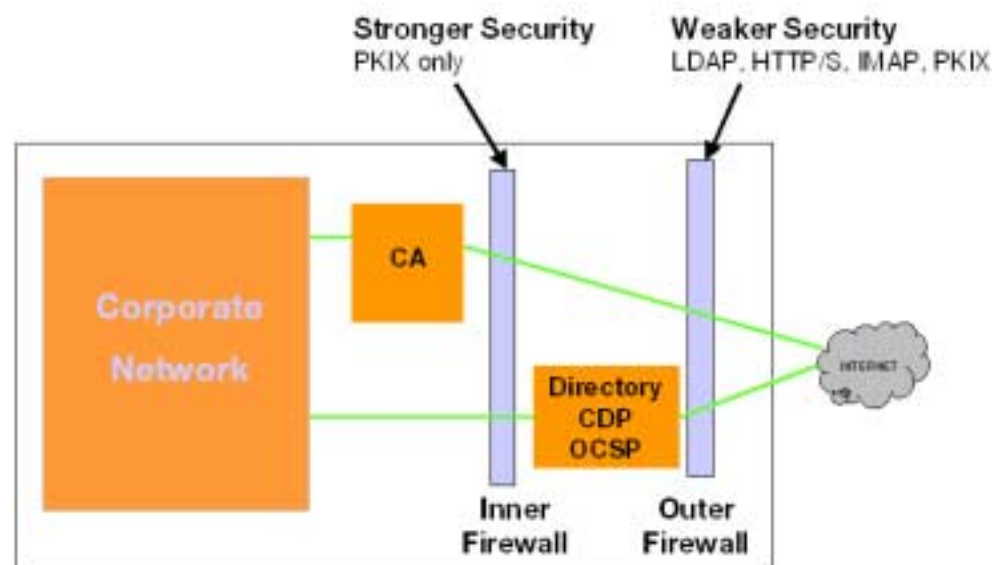 Stronger Security
PKIX only
Weaker Security
LDAP, HTTP/S, IMAP, PKIX
Corporate
Network
CA
Directory
CDP
OCSP
INTERNET
Inner
Firewall
Outer
Firewall